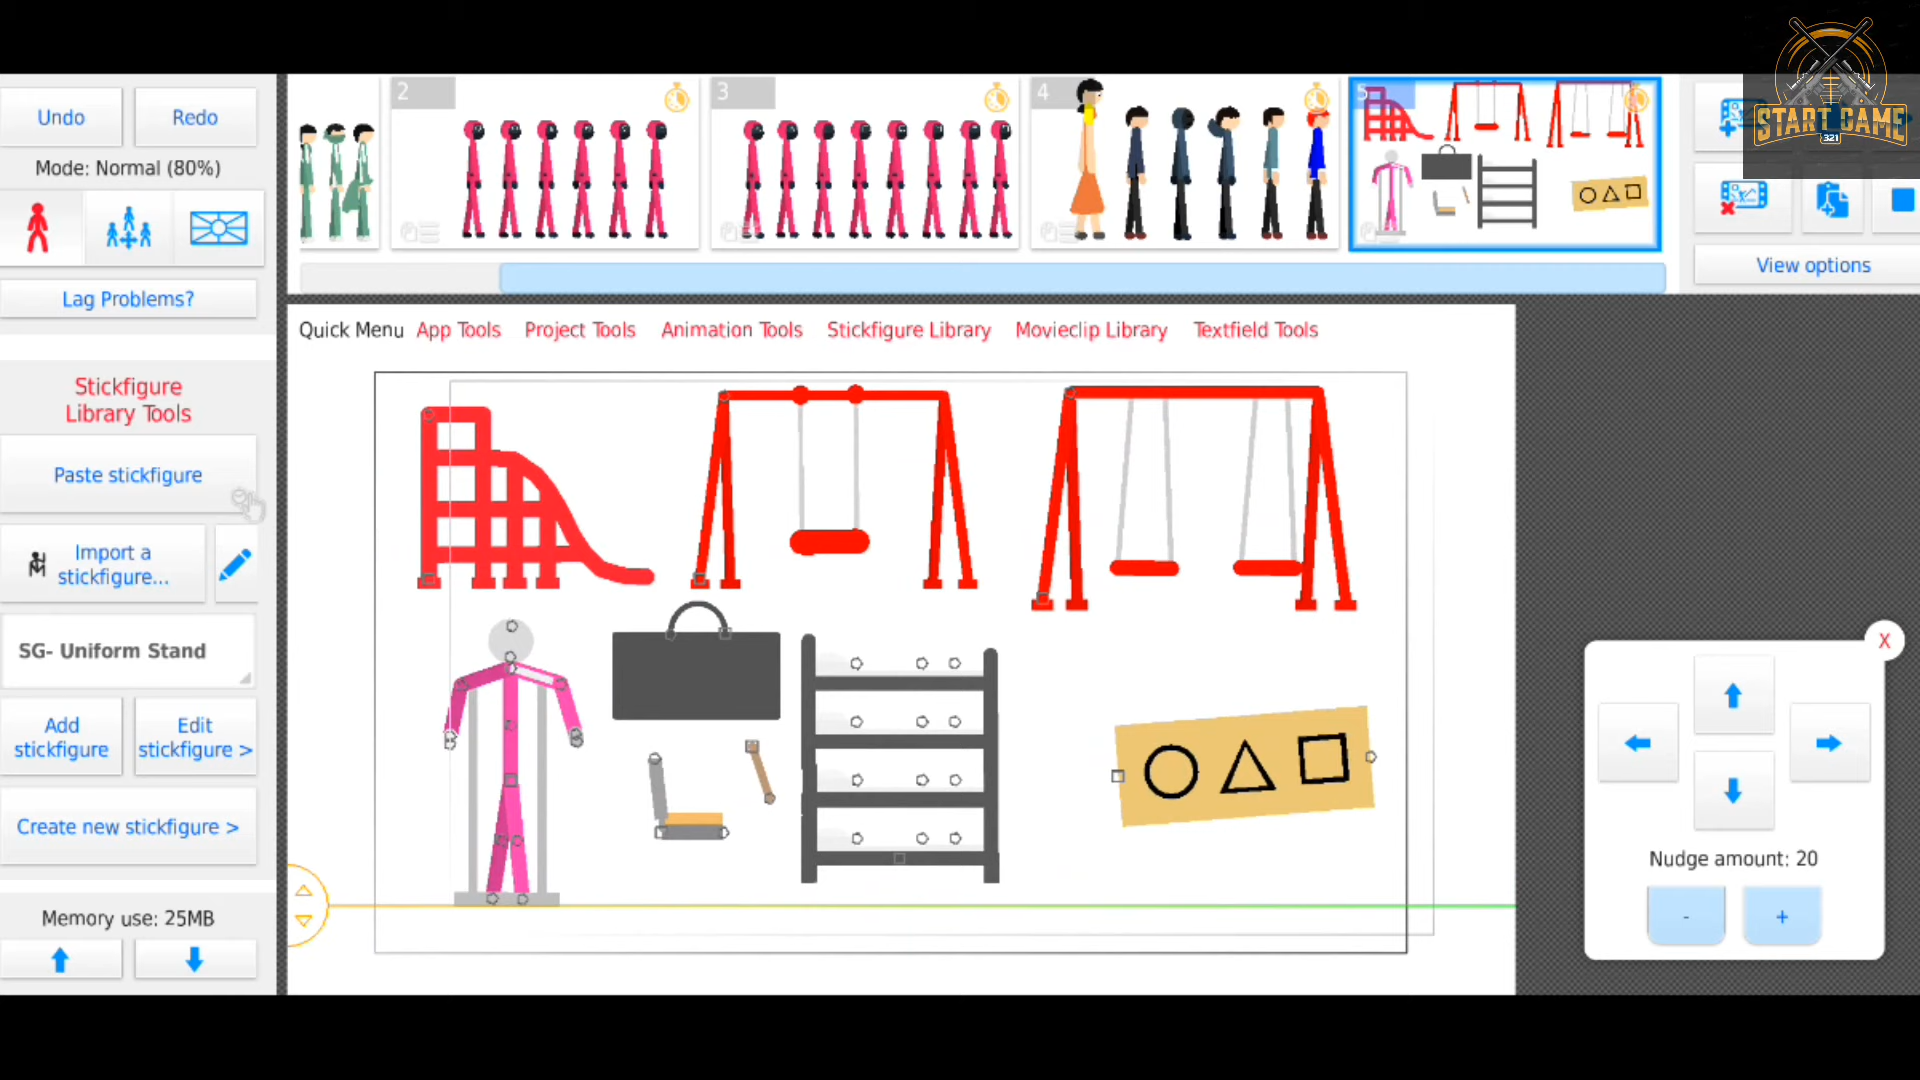 START GAME
321
Undo
Redo
2
3
4
5
Mode: Normal (80%)
View options
Lag Problems?
Quick Menu App Tools Project Tools Animation Tools Stickfigure Library Movieclip Library Textfield Tools
Stickfigure
Library Tools
Paste stickfigure
Import a
stickfigure...
SG- Uniform Stand
Add
stickfigure
Edit
stickfigure >
Create new stickfigure >
Memory use: 25MB
X
Nudge amount: 20
-
+